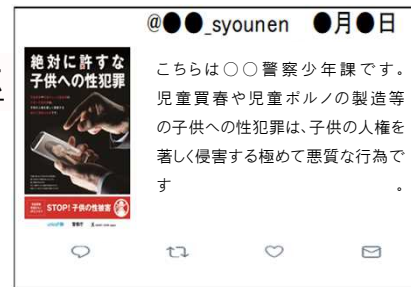 @●●_syounen ●月●日
絶対に許すな
子供への性犯罪
STOP! 子供の性被害
こちらは○○警察少年課です。
児童買春や児童ポルノの製造等
の子供への性犯罪は、子供の人権を
著しく侵害する極めて悪質な行為で
す。